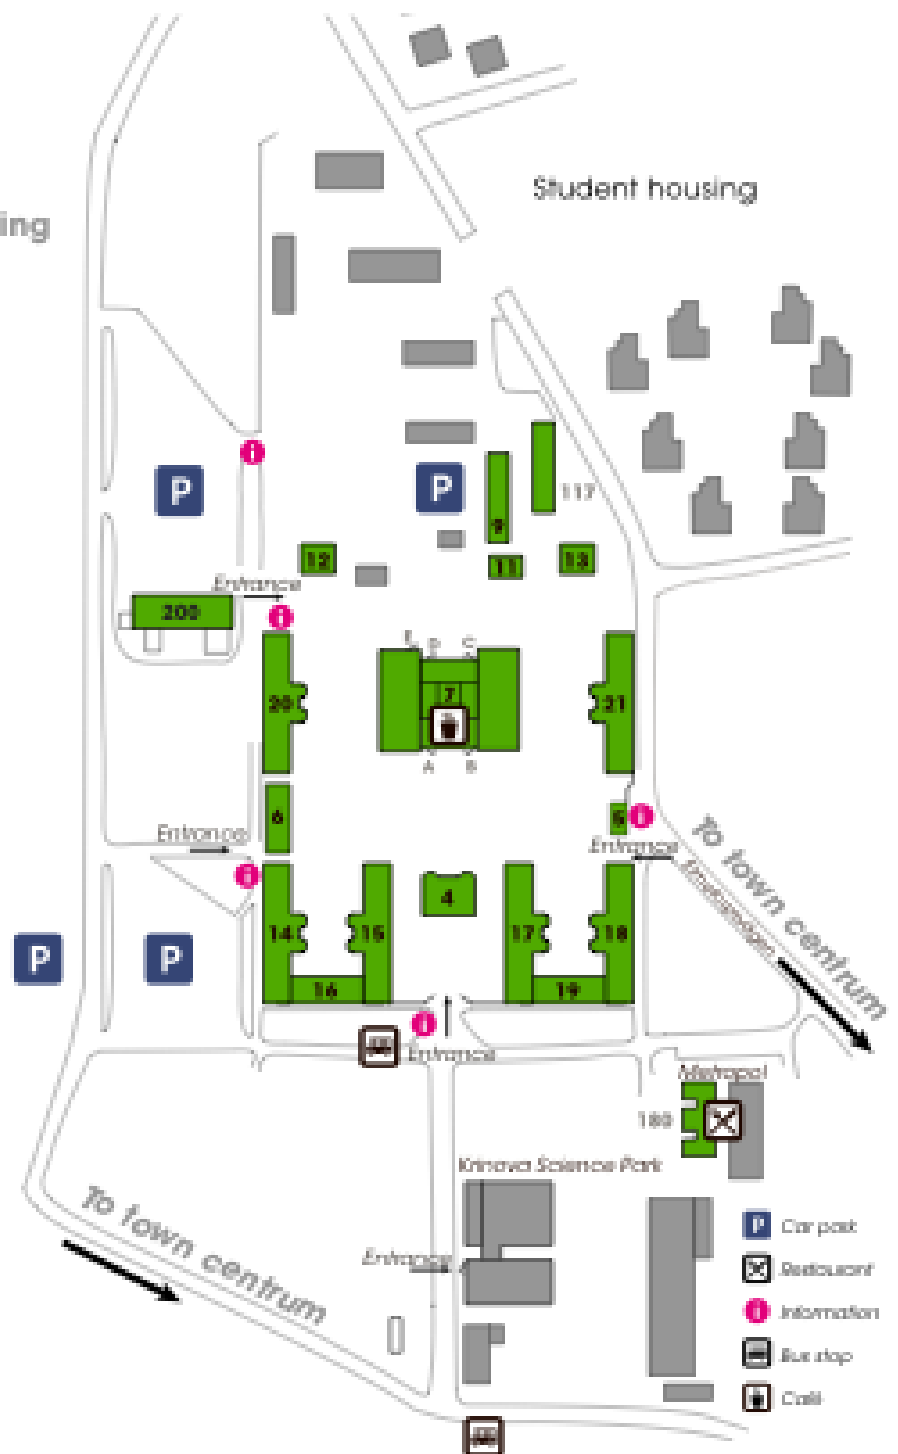 Student housing
ing
P
P
117
9
12
11
13
Entrance
200
E D C
20
7
21
A B
6
5
Entrance
Entrance
To town centrum
4
14
15
17
18
P
P
16
19
Entrance
Metropol
180
Krinova Science Park
To town centrum
Entrance
P Car park
Restaurant
i Information
Bus stop
Café